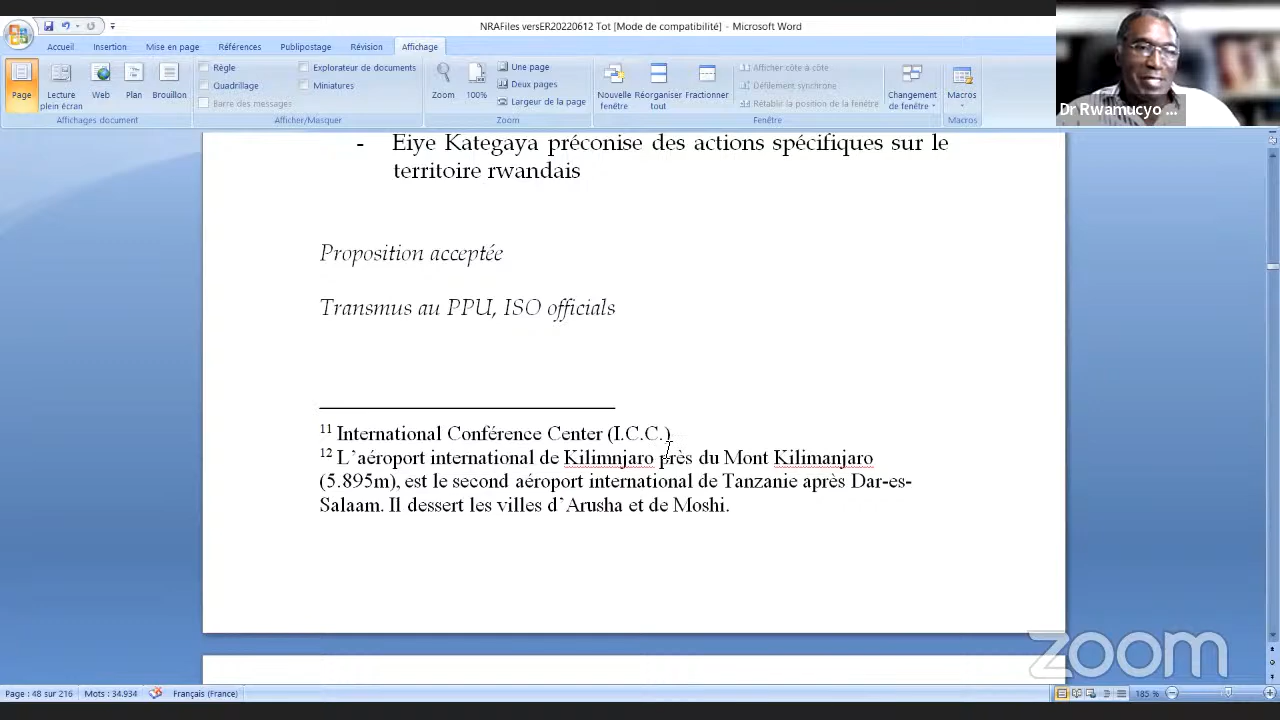 NRAFiles versER20220612 Tot [Mode de compatibilité] - Microsoft Word
Accueil Insertion Mise en page Références Publipostage Révision Affichage
Page
Lecture plein écran
Web
Plan
Brouillon
Affichages document
Règle
Quadrillage
Barre des messages
Explorateur de documents
Miniatures
Afficher/Masquer
Zoom
100%
Une page
Deux pages
Largeur de la page
Zoom
Nouvelle fenêtre
Réorganiser tout
Fractionner
Afficher côte à côte
Défilement synchrone
Rétablir la position de la fenêtre
Changement de fenêtre
Fenêtre
Macros
Macros
Dr Rwamucyo ...
- Eiye Kategaya préconise des actions spécifiques sur le
territoire rwandais
Proposition acceptée
Transmus au PPU, ISO officials
11 International Conférence Center (I.C.C.)
12 L’aéroport international de Kilimnjaro près du Mont Kilimanjaro
(5.895m), est le second aéroport international de Tanzanie après Dar-es-
Salaam. Il dessert les villes d’Arusha et de Moshi.
zoom
Page : 48 sur 216 Mots : 34.934 Français (France) 185 %